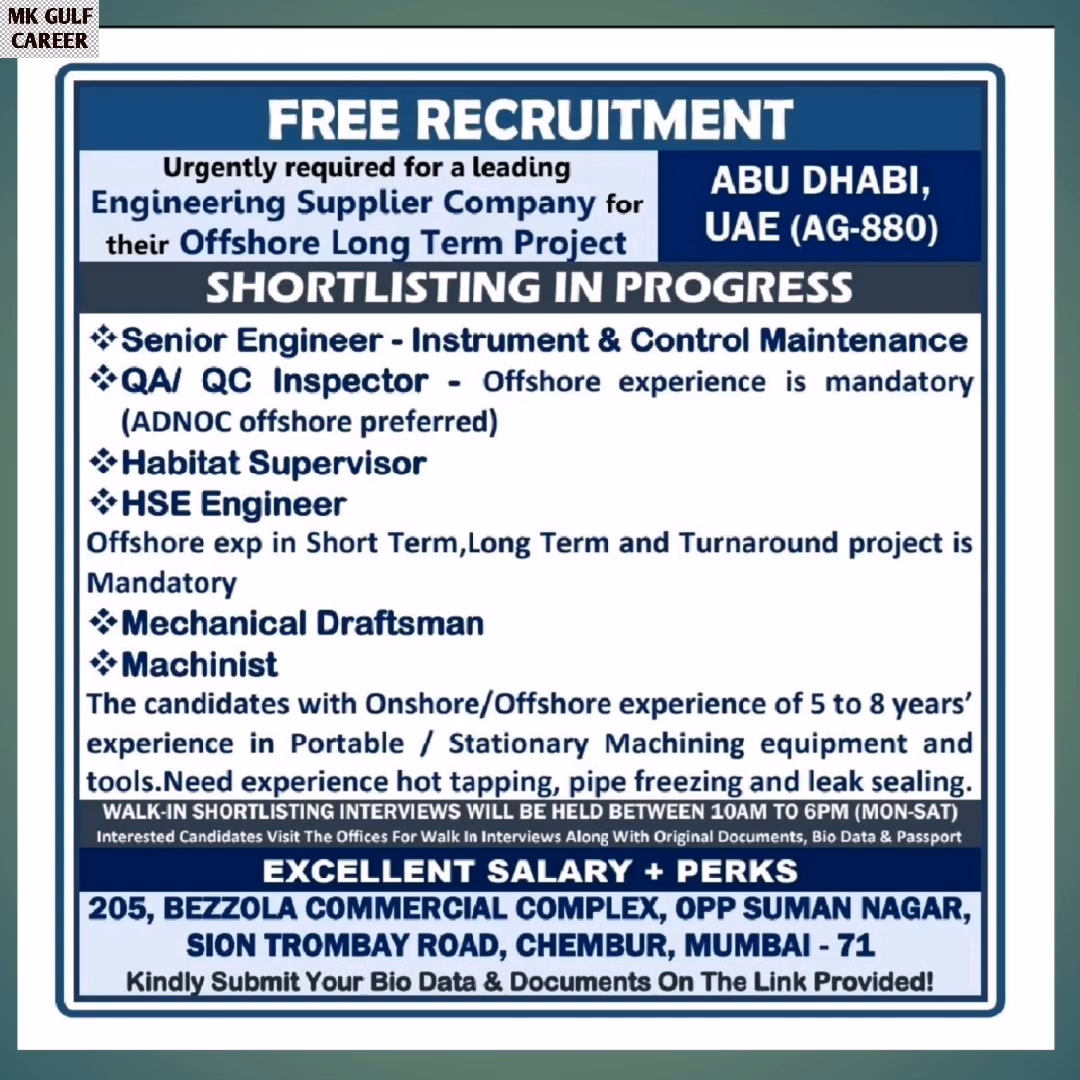 MK GULF
CAREER
FREE RECRUITMENT
Urgently required for a leading
Engineering Supplier Company for
their Offshore Long Term Project
ABU DHABI,
UAE (AG-880)
SHORTLISTING IN PROGRESS
❖Senior Engineer - Instrument & Control Maintenance
❖QA/ QC Inspector - Offshore experience is mandatory
(ADNOC offshore preferred)
❖Habitat Supervisor
❖HSE Engineer
Offshore exp in Short Term,Long Term and Turnaround project is
Mandatory
❖Mechanical Draftsman
❖Machinist
The candidates with Onshore/Offshore experience of 5 to 8 years’
experience in Portable / Stationary Machining equipment and
tools.Need experience hot tapping, pipe freezing and leak sealing.
WALK-IN SHORTLISTING INTERVIEWS WILL BE HELD BETWEEN 10AM TO 6PM (MON-SAT)
Interested Candidates Visit The Offices For Walk In Interviews Along With Original Documents, Bio Data & Passport
EXCELLENT SALARY + PERKS
205, BEZZOLA COMMERCIAL COMPLEX, OPP SUMAN NAGAR,
SION TROMBAY ROAD, CHEMBUR, MUMBAI - 71
Kindly Submit Your Bio Data & Documents On The Link Provided!